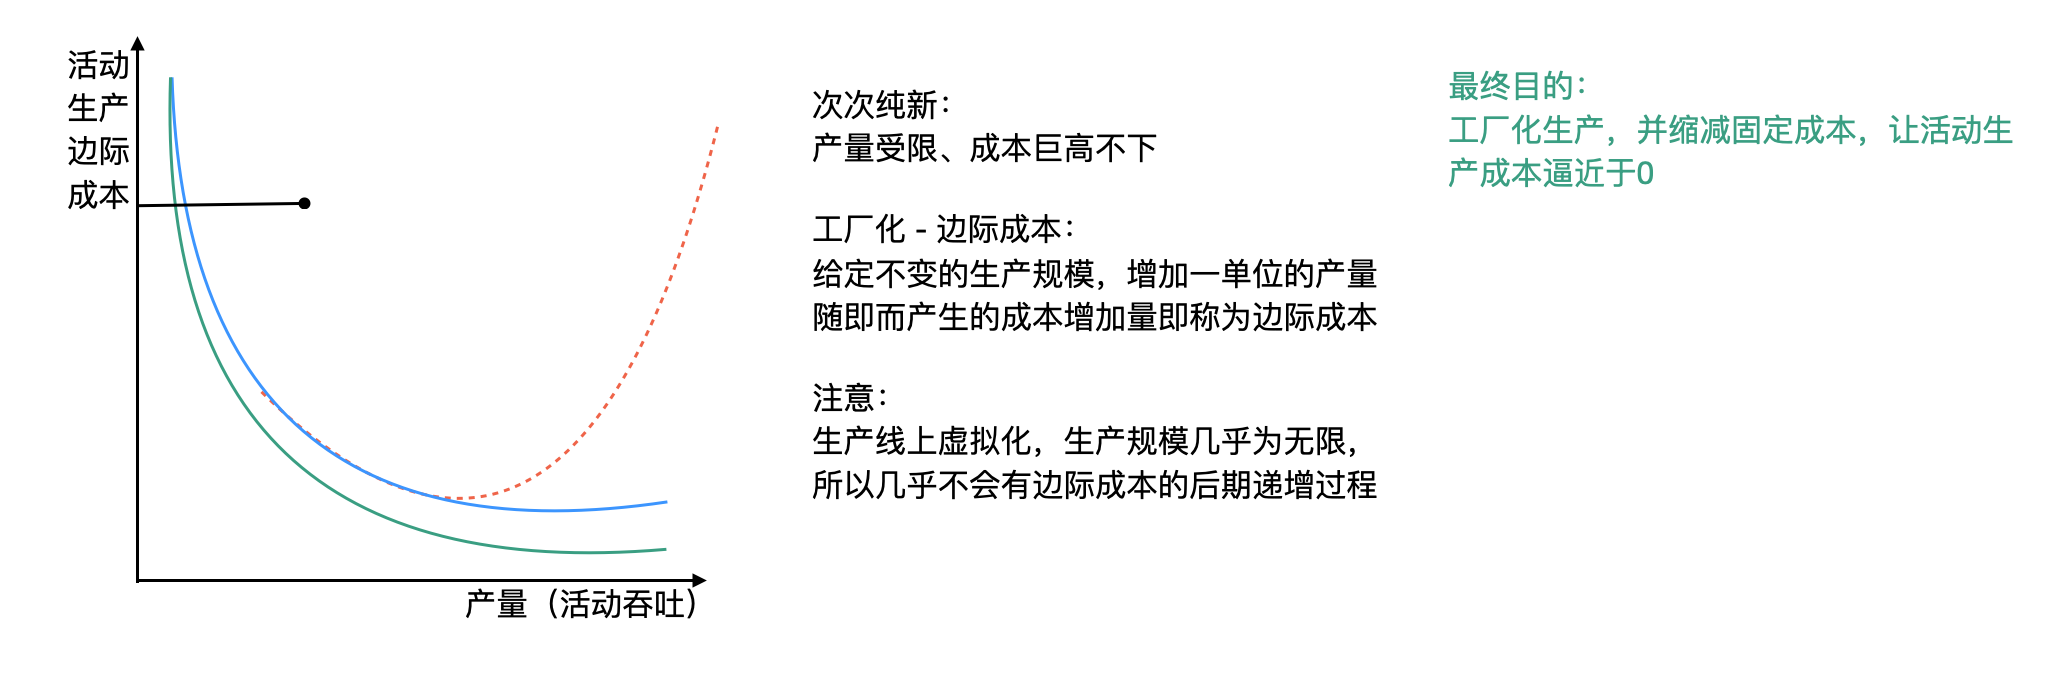 活动
生产
边际
成本
产量（活动吞吐）
次次纯新：
产量受限、成本巨高不下
工厂化 - 边际成本：
给定不变的生产规模，增加一单位的产量
随即而产生的成本增加量即称为边际成本
注意：
生产线上虚拟化，生产规模几乎为无限，
所以几乎不会有边际成本的后期递增过程
最终目的：
工厂化生产，并缩减固定成本，让活动生
产成本逼近于0